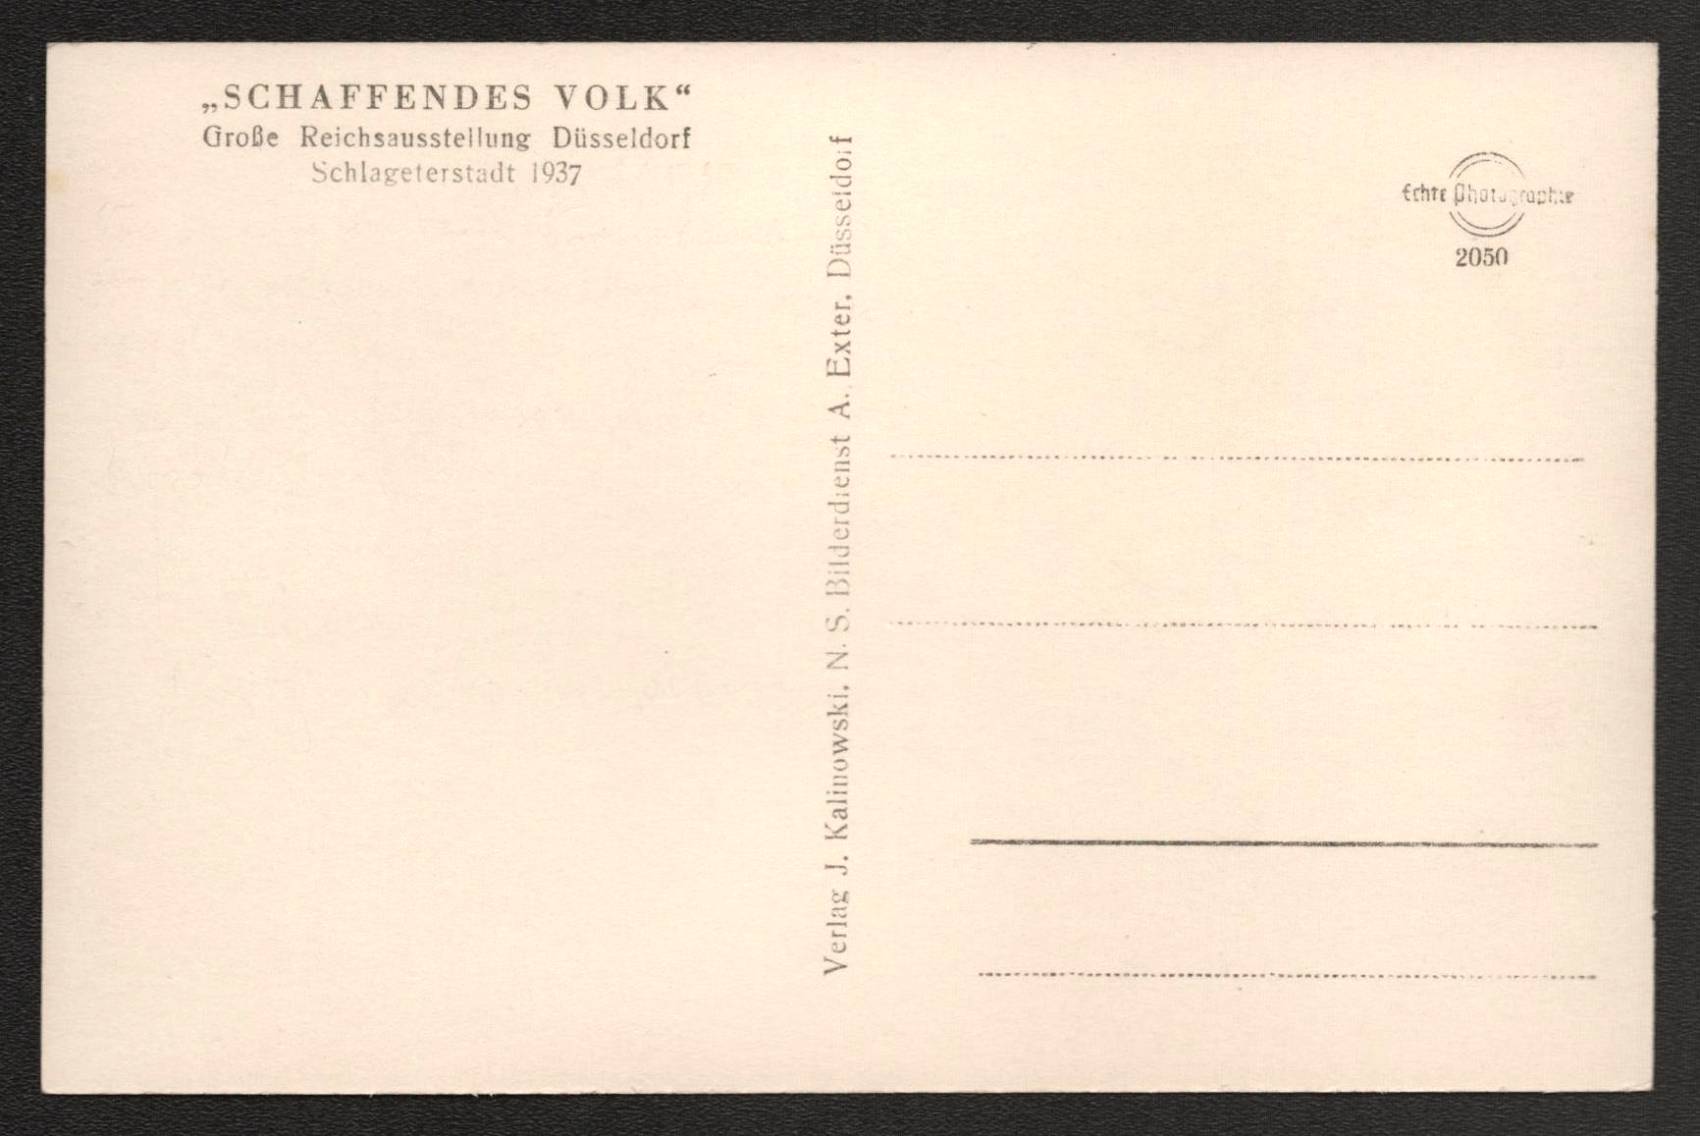 „SCHAFFENDES VOLK“
Große Reichsausstellung Düsseldorf
Schlageterstadt 1937
Verlag J. Kalinowski, N. S. Bilderdienst A. Exter, Düsseldorf
Echte Photographie
2050